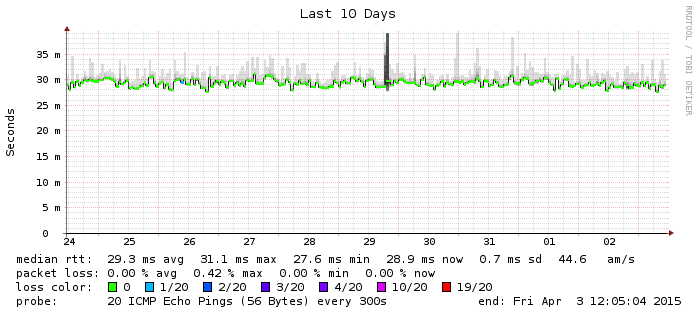 Last 10 Days
RRDTOOL / TOBI OETIKER
Seconds
35 m
30 m
25 m
20 m
15 m
10 m
5 m
0
24 25 26 27 28 29 30 31 01 02
median rtt: 29.3 ms avg 31.1 ms max 27.6 ms min 28.9 ms now 0.7 ms sd 44.6 am/s
packet loss: 0.00 % avg 0.42 % max 0.00 % min 0.00 % now
loss color: 0 1/20 2/20 3/20 4/20 10/20 19/20
probe: 20 ICMP Echo Pings (56 Bytes) every 300s end: Fri Apr 3 12:05:04 2015